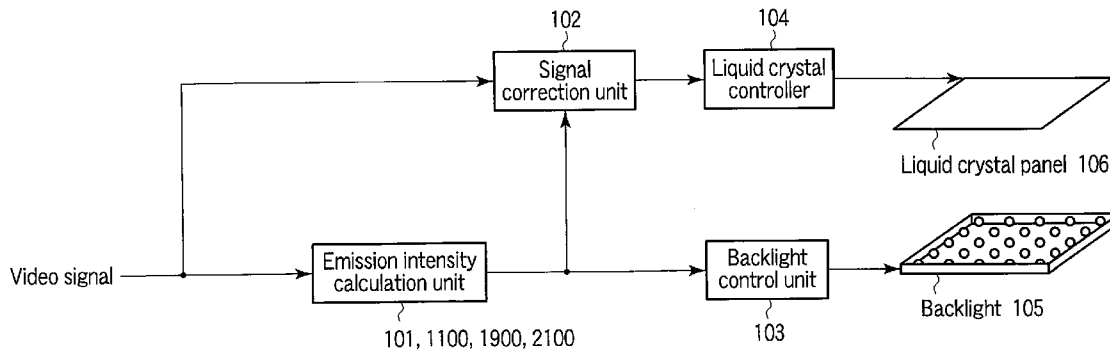 102
Signal
correction unit
104
Liquid crystal
controller
Liquid crystal panel 106
Video signal
Emission intensity
calculation unit
101, 1100, 1900, 2100
Backlight
control unit
103
Backlight 105